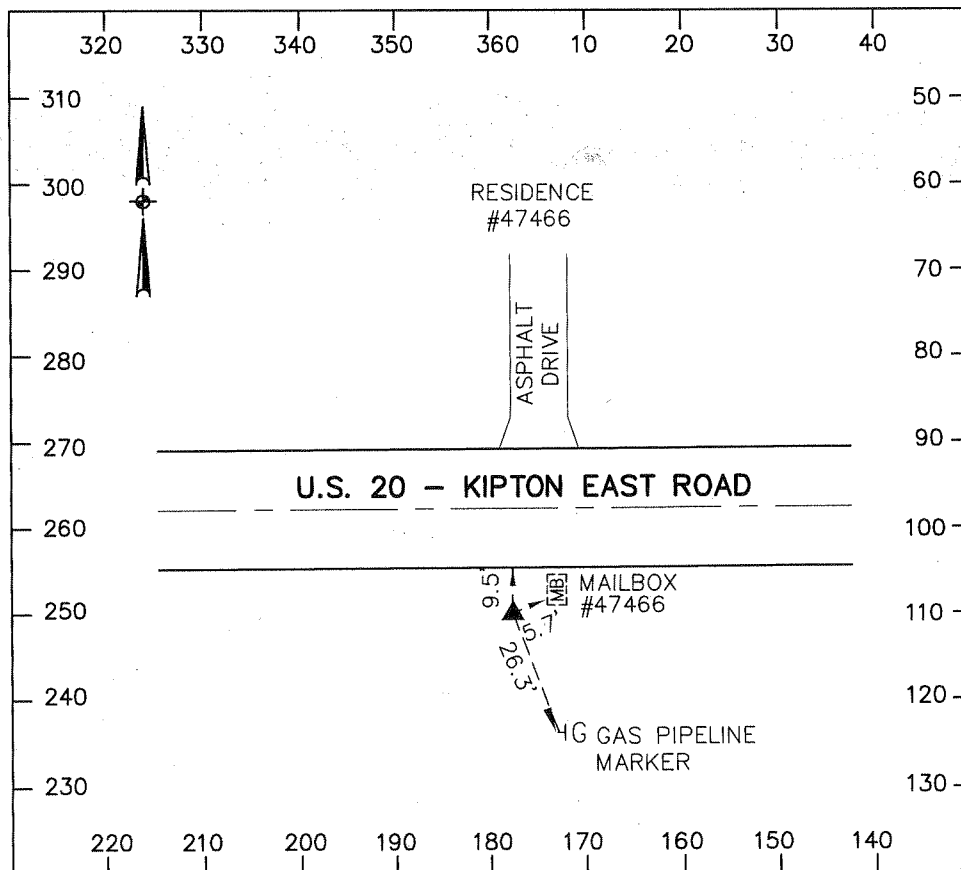 320 330 340 350 360 10 20 30 40
310 50
300 60
RESIDENCE
#47466
290 70
ASPHALT
DRIVE
280 80
270 90
U.S. 20 – KIPTON EAST ROAD
260 100
9.5'
MB
MAILBOX
#47466
250 110
5.7'
26.3'
240 120
G GAS PIPELINE
MARKER
230 130
220 210 200 190 180 170 160 150 140